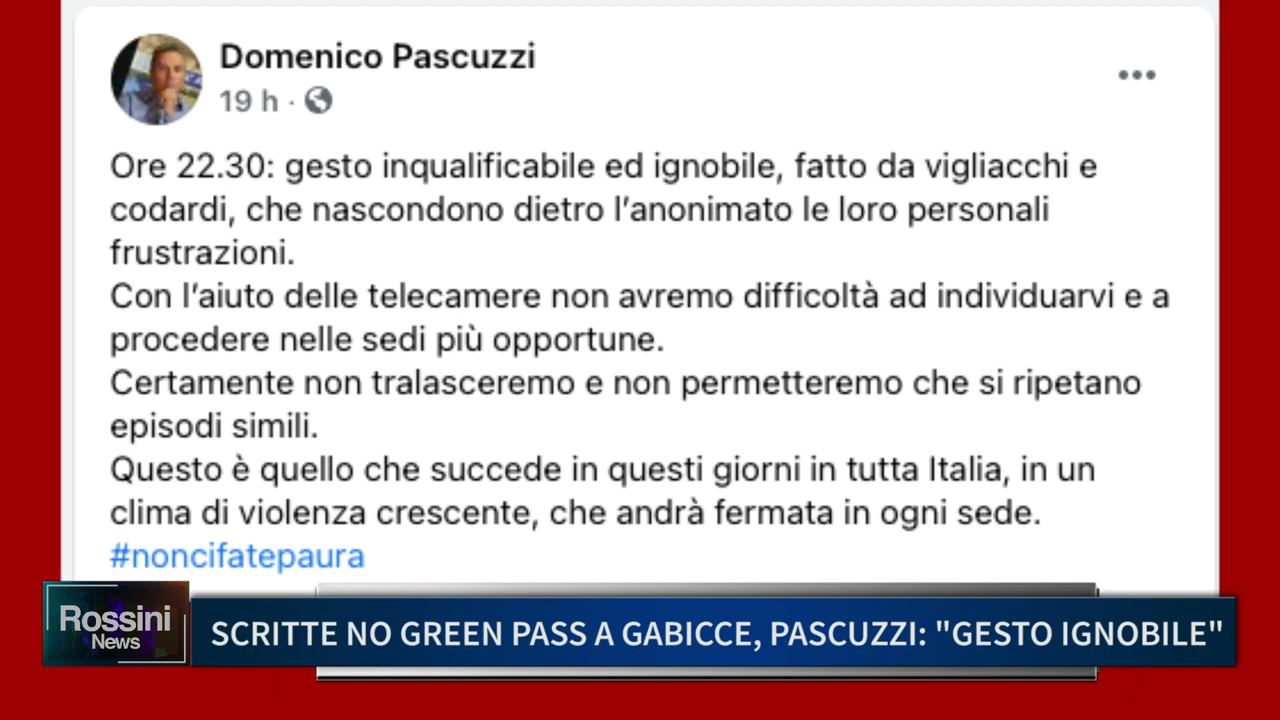 Domenico Pascuzzi
19 h ·
Ore 22.30: gesto inqualificabile ed ignobile, fatto da vigliacchi e
codardi, che nascondono dietro l'anonimato le loro personali
frustrazioni.
Con l'aiuto delle telecamere non avremo difficoltà ad individuarvi e a
procedere nelle sedi più opportune.
Certamente non tralasceremo e non permetteremo che si ripetano
episodi simili.
Questo è quello che succede in questi giorni in tutta Italia, in un
clima di violenza crescente, che andrà fermata in ogni sede.
#noncifatepaura
Rossini
News
SCRITTE NO GREEN PASS A GABICCE, PASCUZZI: "GESTO IGNOBILE"